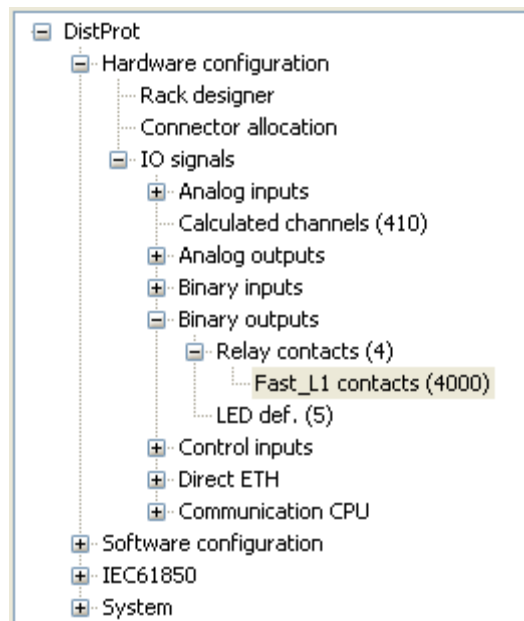 DistProt
Hardware configuration
Rack designer
Connector allocation
IO signals
Analog inputs
Calculated channels (410)
Analog outputs
Binary inputs
Binary outputs
Relay contacts (4)
Fast_L1 contacts (4000)
LED def. (5)
Control inputs
Direct ETH
Communication CPU
Software configuration
IEC61850
System